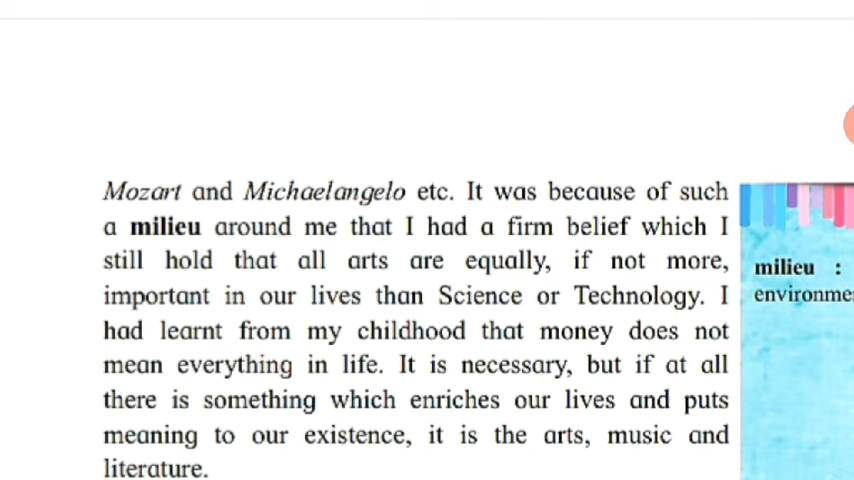 Mozart and Michaelangelo etc. It was because of such
a milieu around me that I had a firm belief which I
still hold that all arts are equally, if not more,
important in our lives than Science or Technology. I
had learnt from my childhood that money does not
mean everything in life. It is necessary, but if at all
there is something which enriches our lives and puts
meaning to our existence, it is the arts, music and
literature.
milieu :